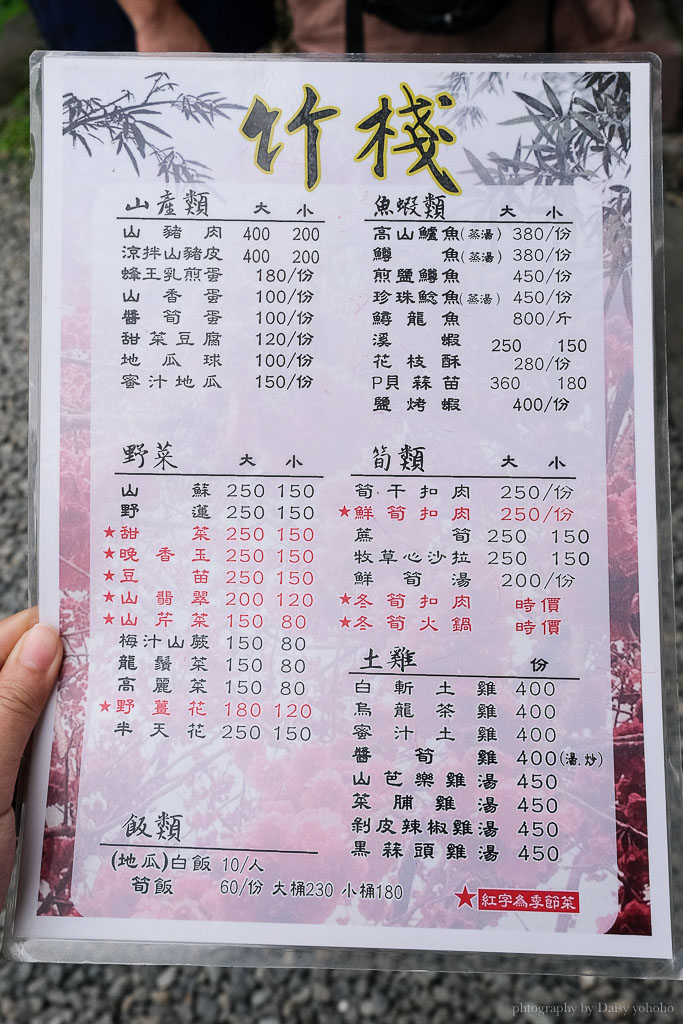 竹棧
山產類 大 小
山豬肉 400 200
涼拌山豬皮 400 200
蜂王乳煎蛋 180/份
山香蛋 100/份
醬筍蛋 100/份
甜菜豆腐 120/份
地瓜球 100/份
蜜汁地瓜 150/份
魚蝦類 大 小
高山鱸魚(蒸湯) 380/份
鱒魚(蒸湯) 380/份
煎鹽鱒魚 450/份
珍珠鯰魚(蒸湯) 450/份
鱘龍魚 800/斤
溪蝦 250 150
花枝酥 280/份
P貝蒜苗 360 180
鹽烤蝦 400/份
野菜 大 小
山蘇 250 150
野蓮 250 150
★甜菜 250 150
★晚香玉 250 150
★豆苗 250 150
★山翡翠 200 120
★山芹菜 150 80
梅汁山蕨 150 80
龍鬚菜 150 80
高麗菜 150 80
★野薑花 180 120
半天花 250 150
筍類 大 小
筍干扣肉 250/份
★鮮筍扣肉 250/份
蔴筍 250 150
牧草心沙拉 250 150
鮮筍湯 200/份
★冬筍扣肉 時價
★冬筍火鍋 時價
土雞 份
白斬土雞 400
烏龍茶雞 400
蜜汁土雞 400
醬筍雞 400(湯.炒)
山芭樂雞湯 450
菜脯雞湯 450
剝皮辣椒雞湯 450
黑蒜頭雞湯 450
飯類
(地瓜)白飯 10/人
筍飯 60/份 大桶230 小桶180
★紅字為季節菜
photography by Daisy yohoho